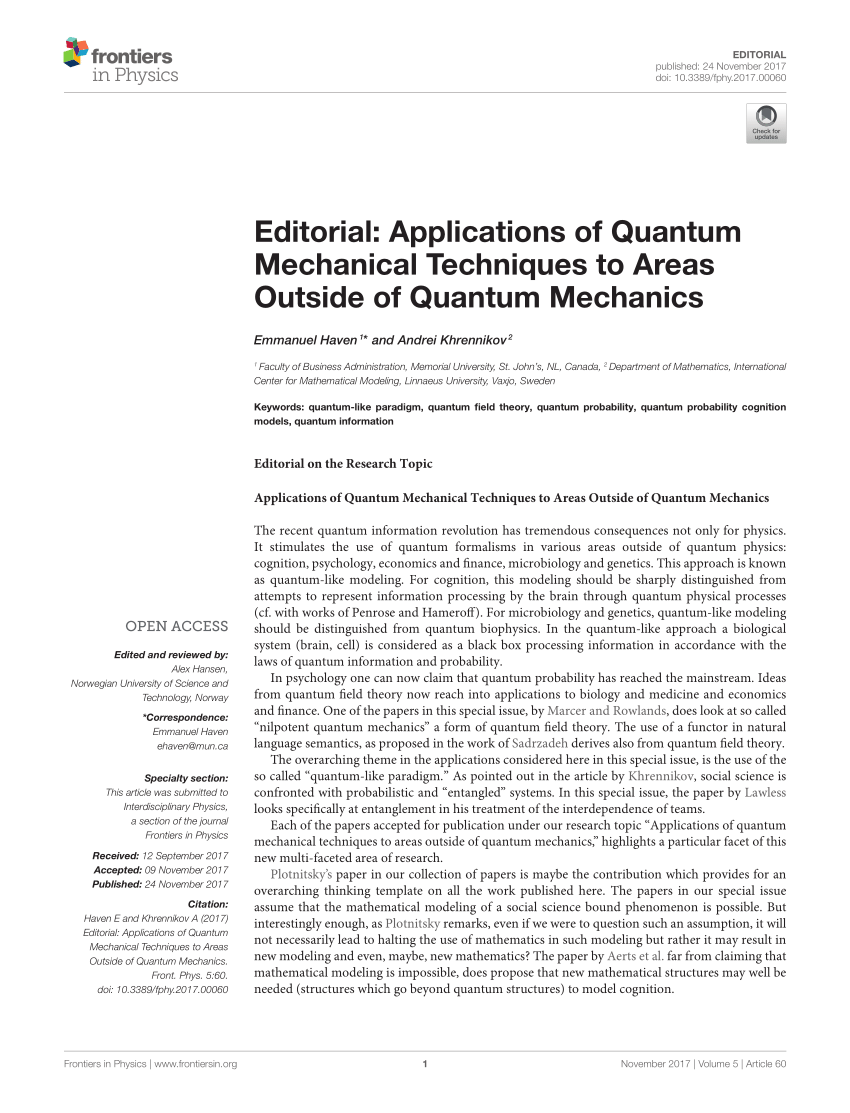 frontiers
in Physics
EDITORIAL
published: 24 November 2017
doi: 10.3389/fphy.2017.00060
Check for
updates
Editorial: Applications of Quantum
Mechanical Techniques to Areas
Outside of Quantum Mechanics
Emmanuel Haven 1* and Andrei Khrennikov 2
1 Faculty of Business Administration, Memorial University, St. John's, NL, Canada, 2 Department of Mathematics, International
Center for Mathematical Modeling, Linnaeus University, Vaxjo, Sweden
Keywords: quantum-like paradigm, quantum field theory, quantum probability, quantum probability cognition
models, quantum information
Editorial on the Research Topic
Applications of Quantum Mechanical Techniques to Areas Outside of Quantum Mechanics
The recent quantum information revolution has tremendous consequences not only for physics.
It stimulates the use of quantum formalisms in various areas outside of quantum physics:
cognition, psychology, economics and finance, microbiology and genetics. This approach is known
as quantum-like modeling. For cognition, this modeling should be sharply distinguished from
attempts to represent information processing by the brain through quantum physical processes
(cf. with works of Penrose and Hameroff). For microbiology and genetics, quantum-like modeling
should be distinguished from quantum biophysics. In the quantum-like approach a biological
system (brain, cell) is considered as a black box processing information in accordance with the
laws of quantum information and probability.
In psychology one can now claim that quantum probability has reached the mainstream. Ideas
from quantum field theory now reach into applications to biology and medicine and economics
and finance. One of the papers in this special issue, by Marcer and Rowlands, does look at so called
"nilpotent quantum mechanics" a form of quantum field theory. The use of a functor in natural
language semantics, as proposed in the work of Sadrzadeh derives also from quantum field theory.
The overarching theme in the applications considered here in this special issue, is the use of the
so called "quantum-like paradigm." As pointed out in the article by Khrennikov, social science is
confronted with probabilistic and "entangled" systems. In this special issue, the paper by Lawless
looks specifically at entanglement in his treatment of the interdependence of teams.
Each of the papers accepted for publication under our research topic "Applications of quantum
mechanical techniques to areas outside of quantum mechanics," highlights a particular facet of this
new multi-faceted area of research.
Plotnitsky's paper in our collection of papers is maybe the contribution which provides for an
overarching thinking template on all the work published here. The papers in our special issue
assume that the mathematical modeling of a social science bound phenomenon is possible. But
interestingly enough, as Plotnitsky remarks, even if we were to question such an assumption, it will
not necessarily lead to halting the use of mathematics in such modeling but rather it may result in
new modeling and even, maybe, new mathematics? The paper by Aerts et al. far from claiming that
mathematical modeling is impossible, does propose that new mathematical structures may well be
needed (structures which go beyond quantum structures) to model cognition.
OPEN ACCESS
Edited and reviewed by:
Alex Hansen,
Norwegian University of Science and
Technology, Norway
*Correspondence:
Emmanuel Haven
ehaven@mun.ca
Specialty section:
This article was submitted to
Interdisciplinary Physics,
a section of the journal
Frontiers in Physics
Received: 12 September 2017
Accepted: 09 November 2017
Published: 24 November 2017
Citation:
Haven E and Khrennikov A (2017)
Editorial: Applications of Quantum
Mechanical Techniques to Areas
Outside of Quantum Mechanics.
Front. Phys. 5:60.
doi: 10.3389/fphy.2017.00060
Frontiers in Physics | www.frontiersin.org
1
November 2017 | Volume 5 | Article 60